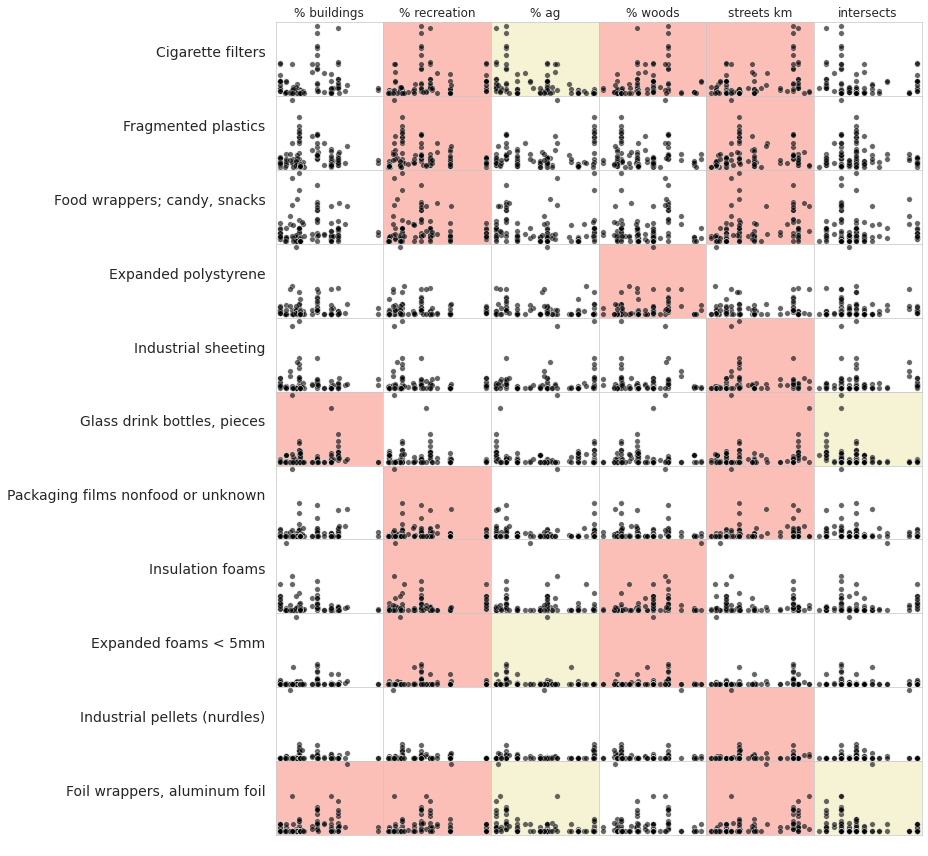 % buildings % recreation % ag % woods streets km intersects
Cigarette filters
Fragmented plastics
Food wrappers; candy, snacks
Expanded polystyrene
Industrial sheeting
Glass drink bottles, pieces
Packaging films nonfood or unknown
Insulation foams
Expanded foams < 5mm
Industrial pellets (nurdles)
Foil wrappers, aluminum foil